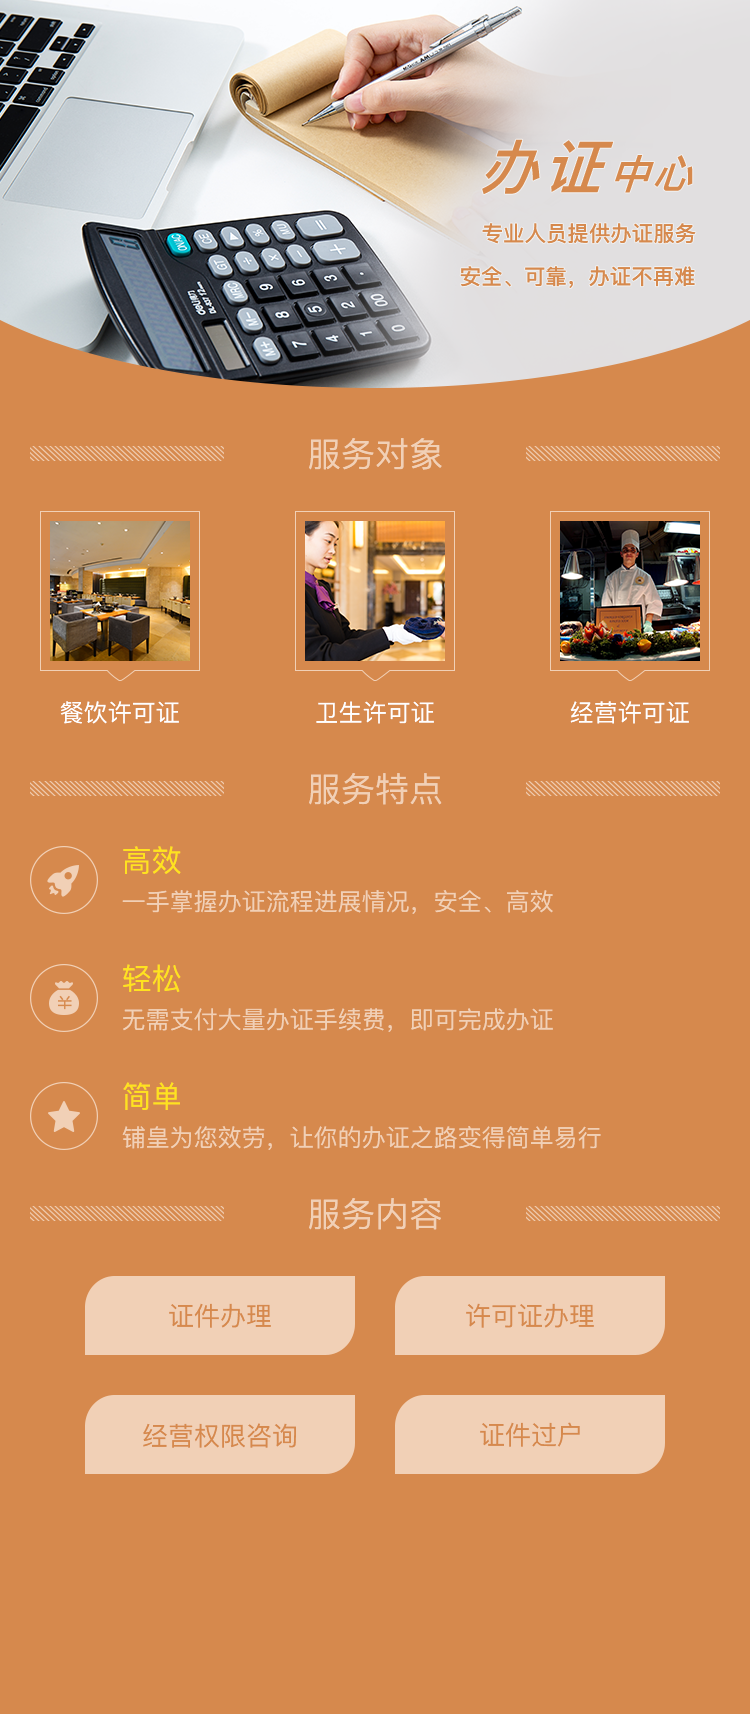 办证中心
专业人员提供办证服务
安全、可靠，办证不再难
服务对象
餐饮许可证
卫生许可证
经营许可证
服务特点
高效
一手掌握办证流程进展情况，安全、高效
轻松
无需支付大量办证手续费，即可完成办证
简单
铺皇为您效劳，让你的办证之路变得简单易行
服务内容
证件办理
许可证办理
经营权限咨询
证件过户